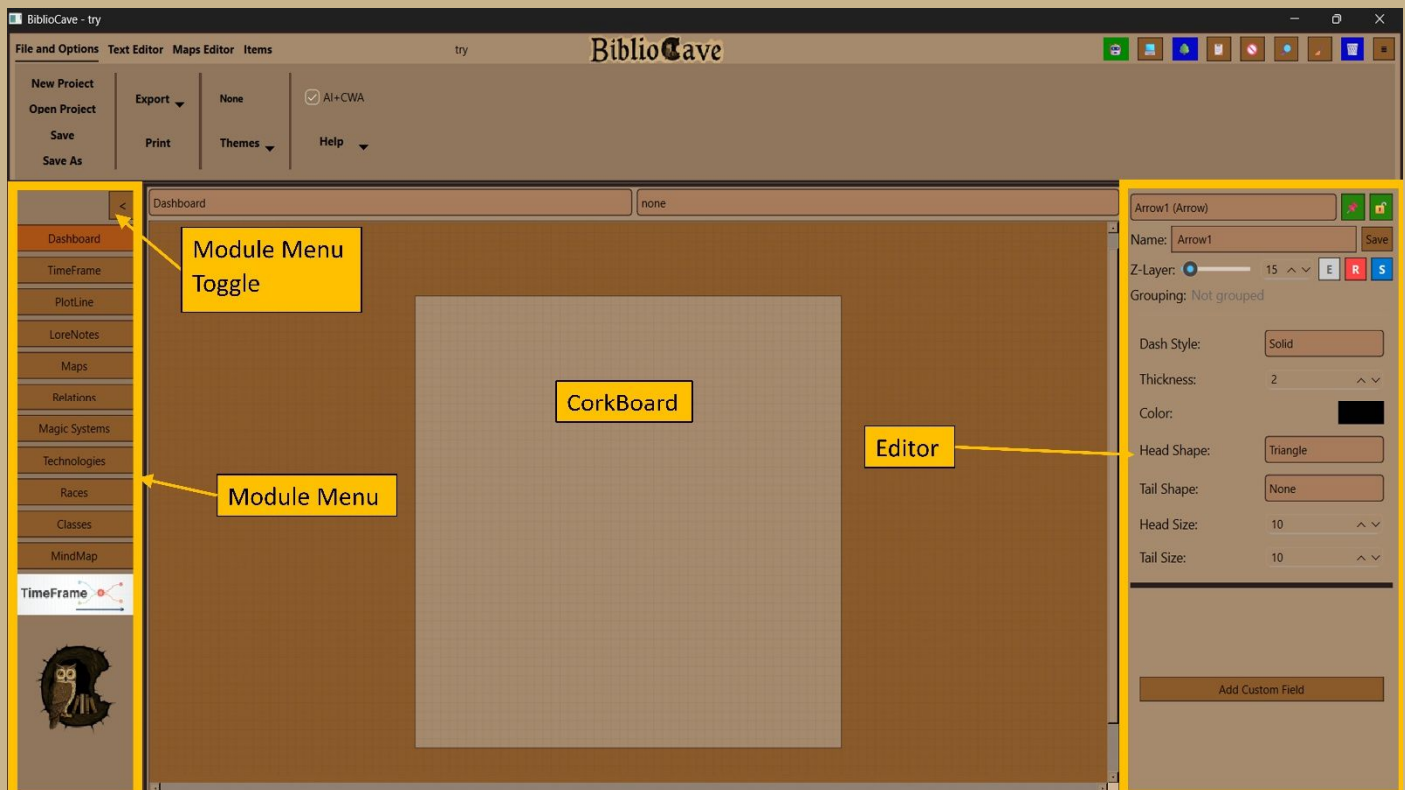 BiblioCave - try
File and Options Text Editor Maps Editor Items
try
BiblioCave
New Project
Open Project
Save
Save As
Export
Print
None
Themes
AI+CWA
Help
<
Dashboard
TimeFrame
PlotLine
LoreNotes
Maps
Relations
Magic Systems
Technologies
Races
Classes
MindMap
TimeFrame
Dashboard
none
Module Menu
Toggle
Module Menu
CorkBoard
Editor
Arrow1 (Arrow)
Name: Arrow1 Save
Z-Layer: 15 E R S
Grouping: Not grouped
Dash Style: Solid
Thickness: 2
Color:
Head Shape: Triangle
Tail Shape: None
Head Size: 10
Tail Size: 10
Add Custom Field